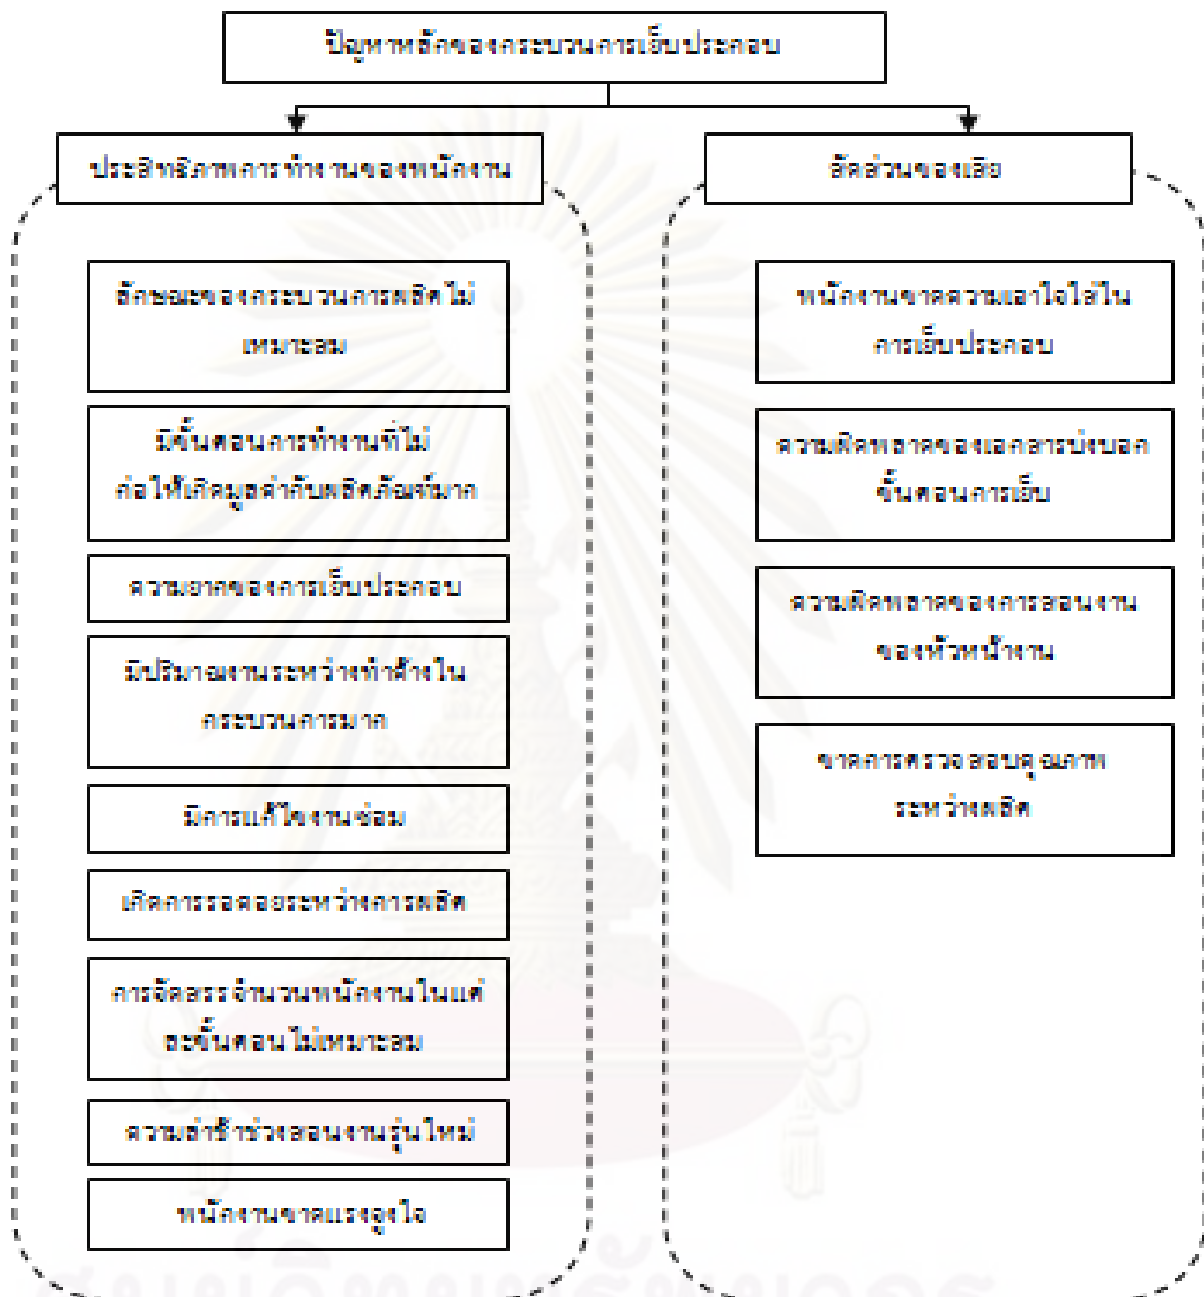 ปัญหาหลักของกระบวนการเย็บประกอบ
ประสิทธิภาพการทำงานของพนักงาน
สัดส่วนของเสีย
ลักษณะของกระบวนการผลิตไม่
เหมาะสม
มีขั้นตอนการทำงานที่ไม่
ก่อให้เกิดมูลค่ากับผลิตภัณฑ์มาก
ความยากของการเย็บประกอบ
มีปริมาณงานระหว่างทำค้างใน
กระบวนการมาก
มีการแก้ไขงานซ่อม
เกิดการรอคอยระหว่างการผลิต
การจัดสรรจำนวนพนักงานในแต่
ละขั้นตอนไม่เหมาะสม
ความล่าช้าช่วงสอนงานรุ่นใหม่
พนักงานขาดแรงจูงใจ
พนักงานขาดความเอาใจใส่ใน
การเย็บประกอบ
ความผิดพลาดของเอกสารบ่งบอก
ขั้นตอนการเย็บ
ความผิดพลาดของการสอนงาน
ของหัวหน้างาน
ขาดการตรวจสอบคุณภาพ
ระหว่างผลิต